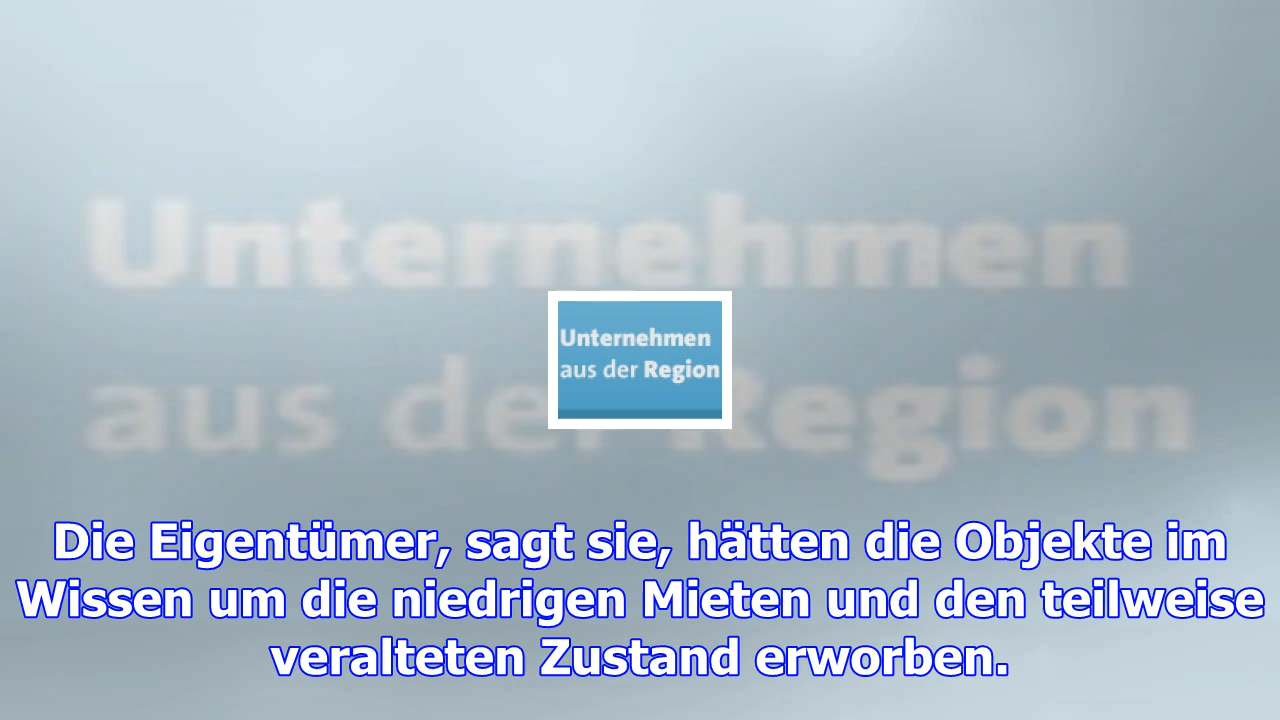 Unternehmen
aus der Region
Unternehmen
aus der Region
Die Eigentümer, sagt sie, hätten die Objekte im
Wissen um die niedrigen Mieten und den teilweise
veralteten Zustand erworben.